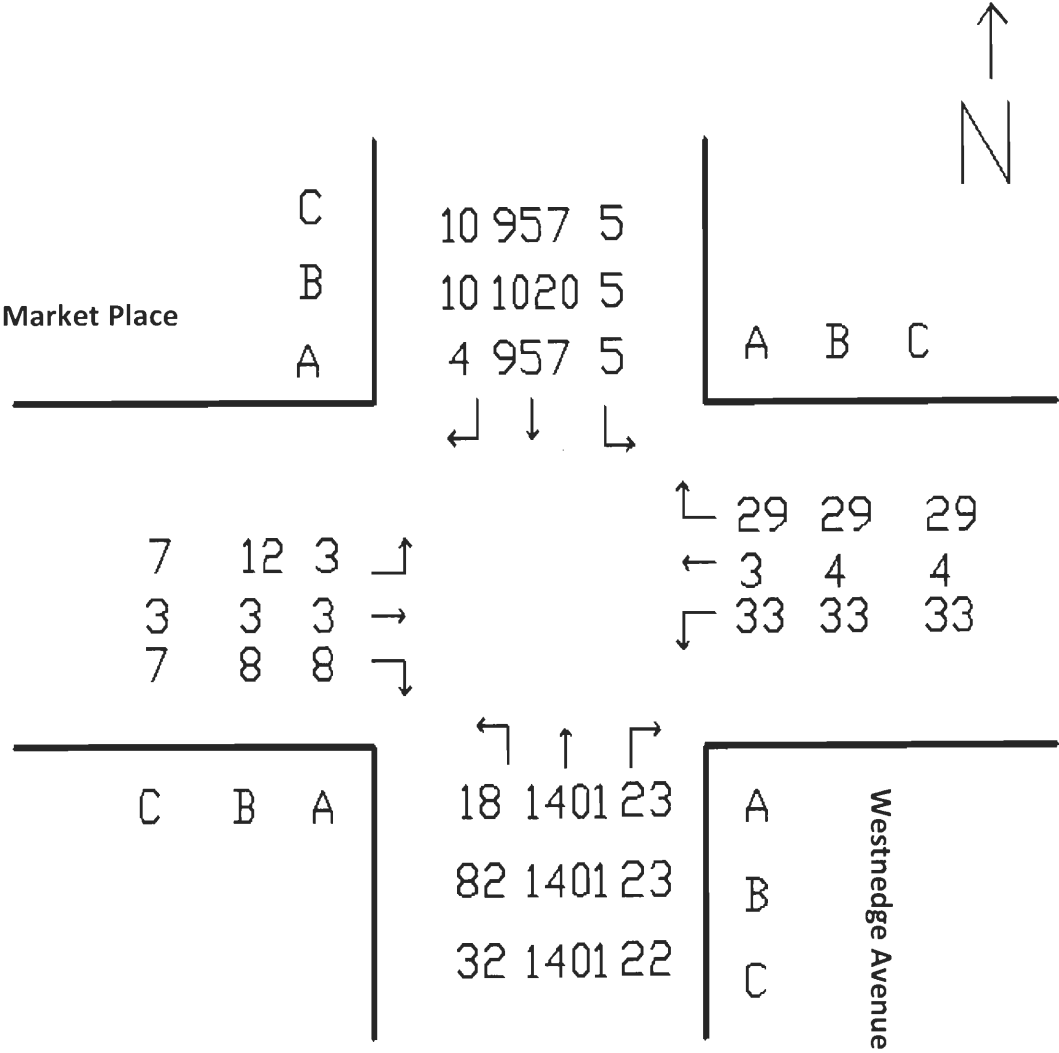 N
C
10 957 5
B
10 1020 5
Market Place
A
4 957 5
A B C
29 29 29
7 12 3
3 4 4
3 3 3
33 33 33
7 8 8
C B A
18 1401 23
A
82 1401 23
B
32 1401 22
C
Westnedge Avenue